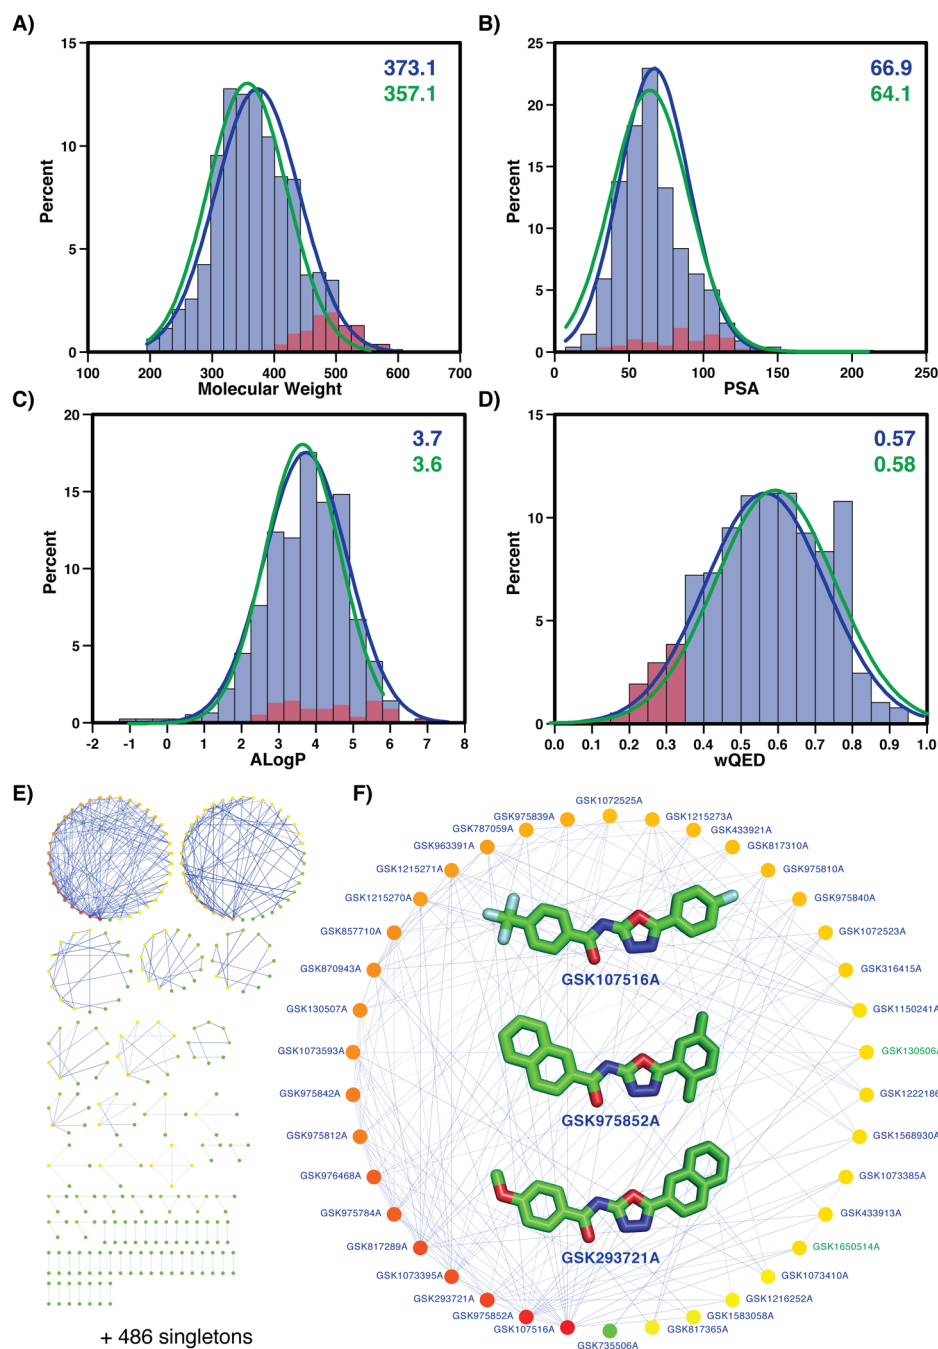 A)
15
10
5
0
Percent
100
200
300
400
500
600
700
Molecular Weight
373.1
357.1
B)
25
20
15
10
5
0
Percent
0
50
100
150
200
250
PSA
66.9
64.1
C)
20
15
10
5
0
Percent
-2
-1
0
1
2
3
4
5
6
7
8
ALogP
3.7
3.6
D)
15
10
5
0
Percent
0.0
0.1
0.2
0.3
0.4
0.5
0.6
0.7
0.8
0.9
1.0
wQED
0.57
0.58
E)
+ 486 singletons
F)
GSK1072525A
GSK975839A
GSK1215273A
GSK787059A
GSK433921A
GSK963391A
GSK817310A
GSK1215271A
GSK975810A
GSK1215270A
GSK975840A
GSK857710A
GSK1072523A
GSK870943A
GSK316415A
GSK130507A
GSK1150241A
GSK1073593A
GSK130506A
GSK975842A
GSK1222186
GSK975812A
GSK1568930A
GSK976468A
GSK1073385A
GSK975784A
GSK433913A
GSK817289A
GSK1650514A
GSK1073395A
GSK1073410A
GSK293721A
GSK1216252A
GSK975852A
GSK1583058A
GSK107516A
GSK817365A
GSK735506A
GSK107516A
GSK975852A
GSK293721A